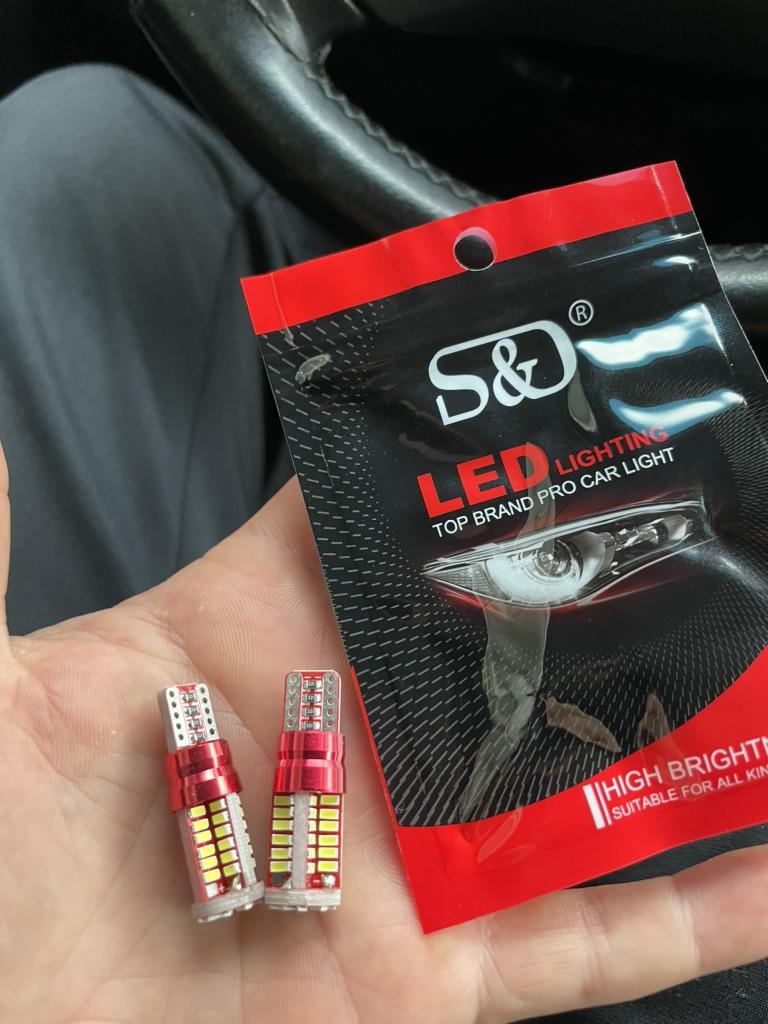 S&D®
LED LIGHTING
TOP BRAND PRO CAR LIGHT
HIGH BRIGHTN
SUITABLE FOR ALL KIN